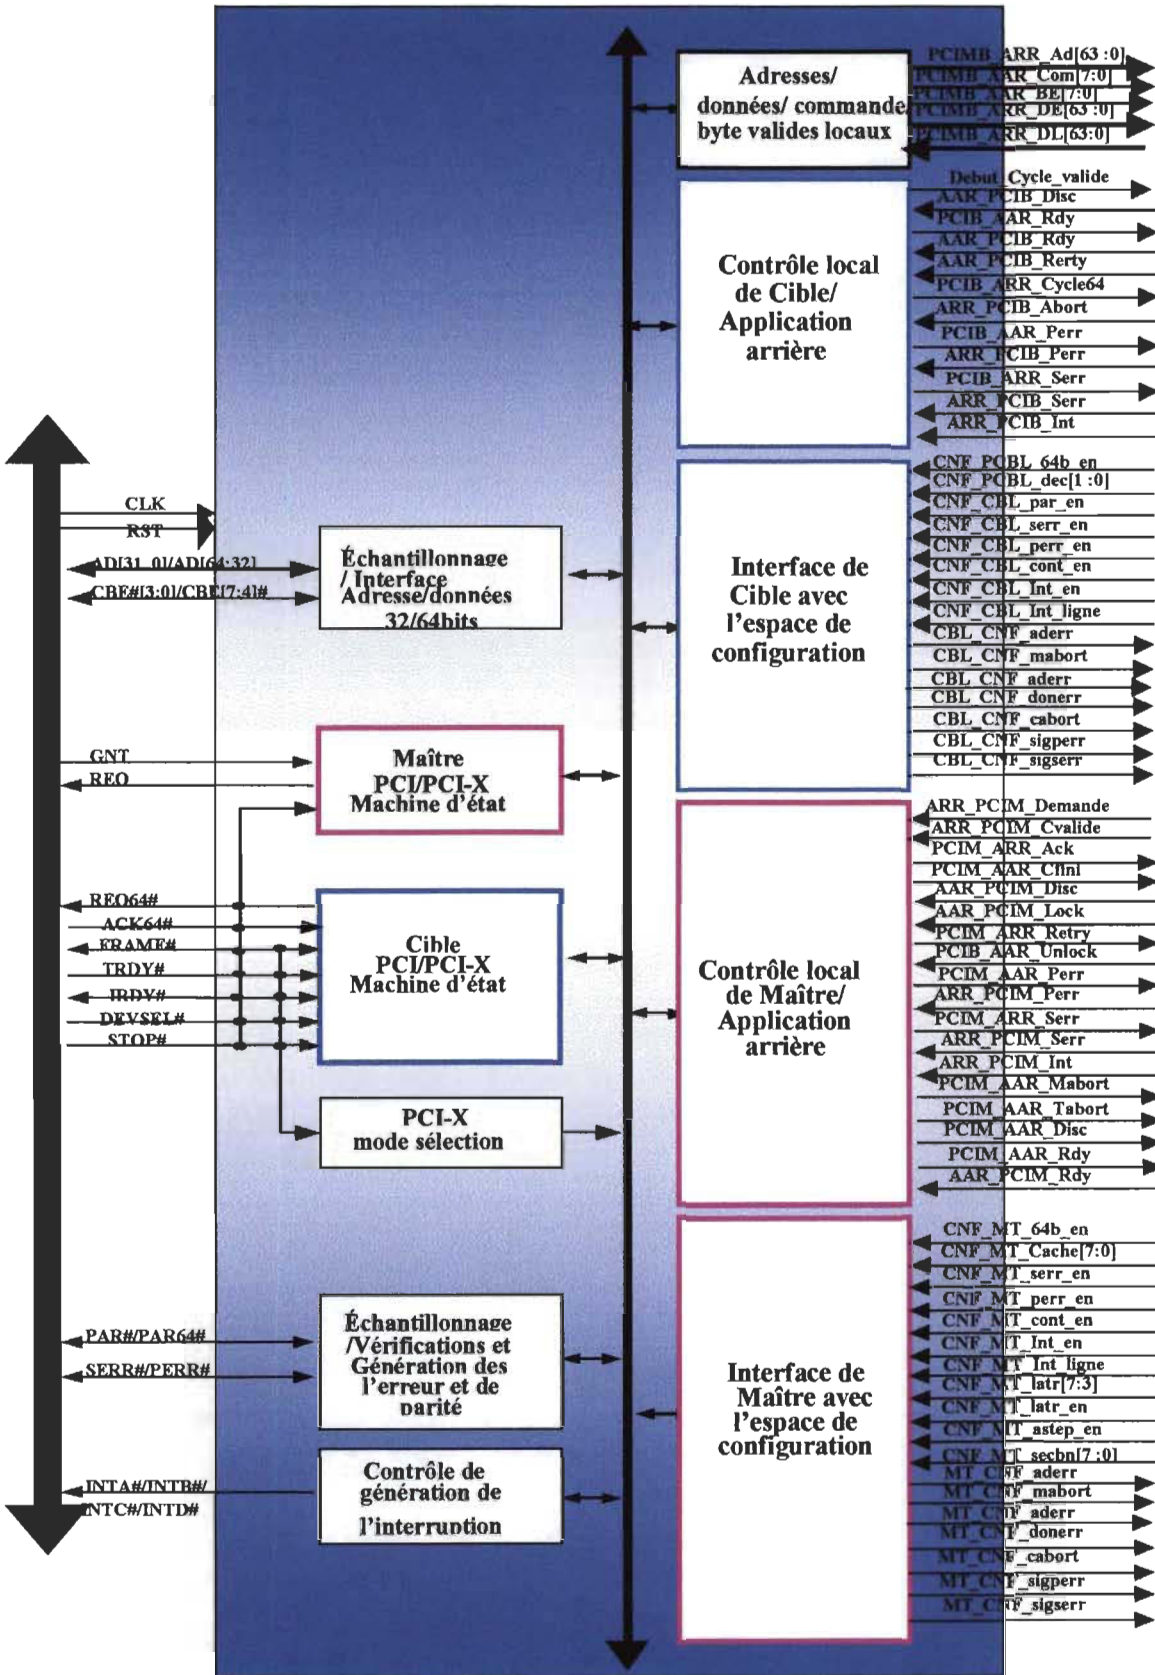 CLK
RST
AD[31_0]/AD[64:32]
CBE#[3:0]/CBE[7:4]#
GNT
REQ
REQ64#
ACK64#
FRAME#
TRDY#
IRDY#
DEVSEL#
STOP#
PAR#/PAR64#
SERR#/PERR#
INTA#/INTB#/
INTC#/INTD#
Échantillonnage
/ Interface
Adresse/données
32/64bits
Maître
PCI/PCI-X
Machine d'état
Cible
PCI/PCI-X
Machine d'état
PCI-X
mode sélection
Échantillonnage
/Vérifications et
Génération des
l'erreur et de
parité
Contrôle de
génération de
l'interruption
Adresses/
données/ commande/
byte valides locaux
Contrôle local
de Cible/
Application
arrière
Interface de
Cible avec
l'espace de
configuration
Contrôle local
de Maître/
Application
arrière
Interface de
Maître avec
l'espace de
configuration
PCIMB_ARR_Ad[63 :0]
PCIMB_AAR_Com[7:0]
PCIMB_AAR_BE[7:0]
PCIMB_ARR_DE[63 :0]
PCIMB_ARR_DL[63:0]
Debut_Cycle_valide
AAR_PCIB_Disc
PCIB_AAR_Rdy
AAR_PCIB_Rdy
AAR_PCIB_Rerty
PCIB_ARR_Cycle64
ARR_PCIB_Abort
PCIB_AAR_Perr
ARR_PCIB_Perr
PCIB_ARR_Serr
ARR_PCIB_Serr
ARR_PCIB_Int
CNF_PCBL_64b_en
CNF_PCBL_dec[1 :0]
CNF_CBL_par_en
CNF_CBL_serr_en
CNF_CBL_perr_en
CNF_CBL_cont_en
CNF_CBL_Int_en
CNF_CBL_Int_ligne
CBL_CNF_aderr
CBL_CNF_mabort
CBL_CNF_aderr
CBL_CNF_donerr
CBL_CNF_cabort
CBL_CNF_sigperr
CBL_CNF_sigserr
ARR_PCIM_Demande
ARR_PCIM_Cvalide
PCIM_ARR_Ack
PCIM_AAR_Cfini
AAR_PCIM_Disc
AAR_PCIM_Lock
PCIM_ARR_Retry
PCIB_AAR_Unlock
PCIM_AAR_Perr
ARR_PCIM_Perr
PCIM_ARR_Serr
ARR_PCIM_Serr
ARR_PCIM_Int
PCIM_AAR_Mabort
PCIM_AAR_Tabort
PCIM_AAR_Disc
PCIM_AAR_Rdy
AAR_PCIM_Rdy
CNF_MT_64b_en
CNF_MT_Cache[7:0]
CNF_MT_serr_en
CNF_MT_perr_en
CNF_MT_cont_en
CNF_MT_Int_en
CNF_MT_Int_ligne
CNF_MT_latr[7:3]
CNF_MT_latr_en
CNF_MT_astep_en
CNF_MT_secbn[7 :0]
MT_CNF_aderr
MT_CNF_mabort
MT_CNF_aderr
MT_CNF_donerr
MT_CNF_cabort
MT_CNF_sigperr
MT_CNF_sigserr